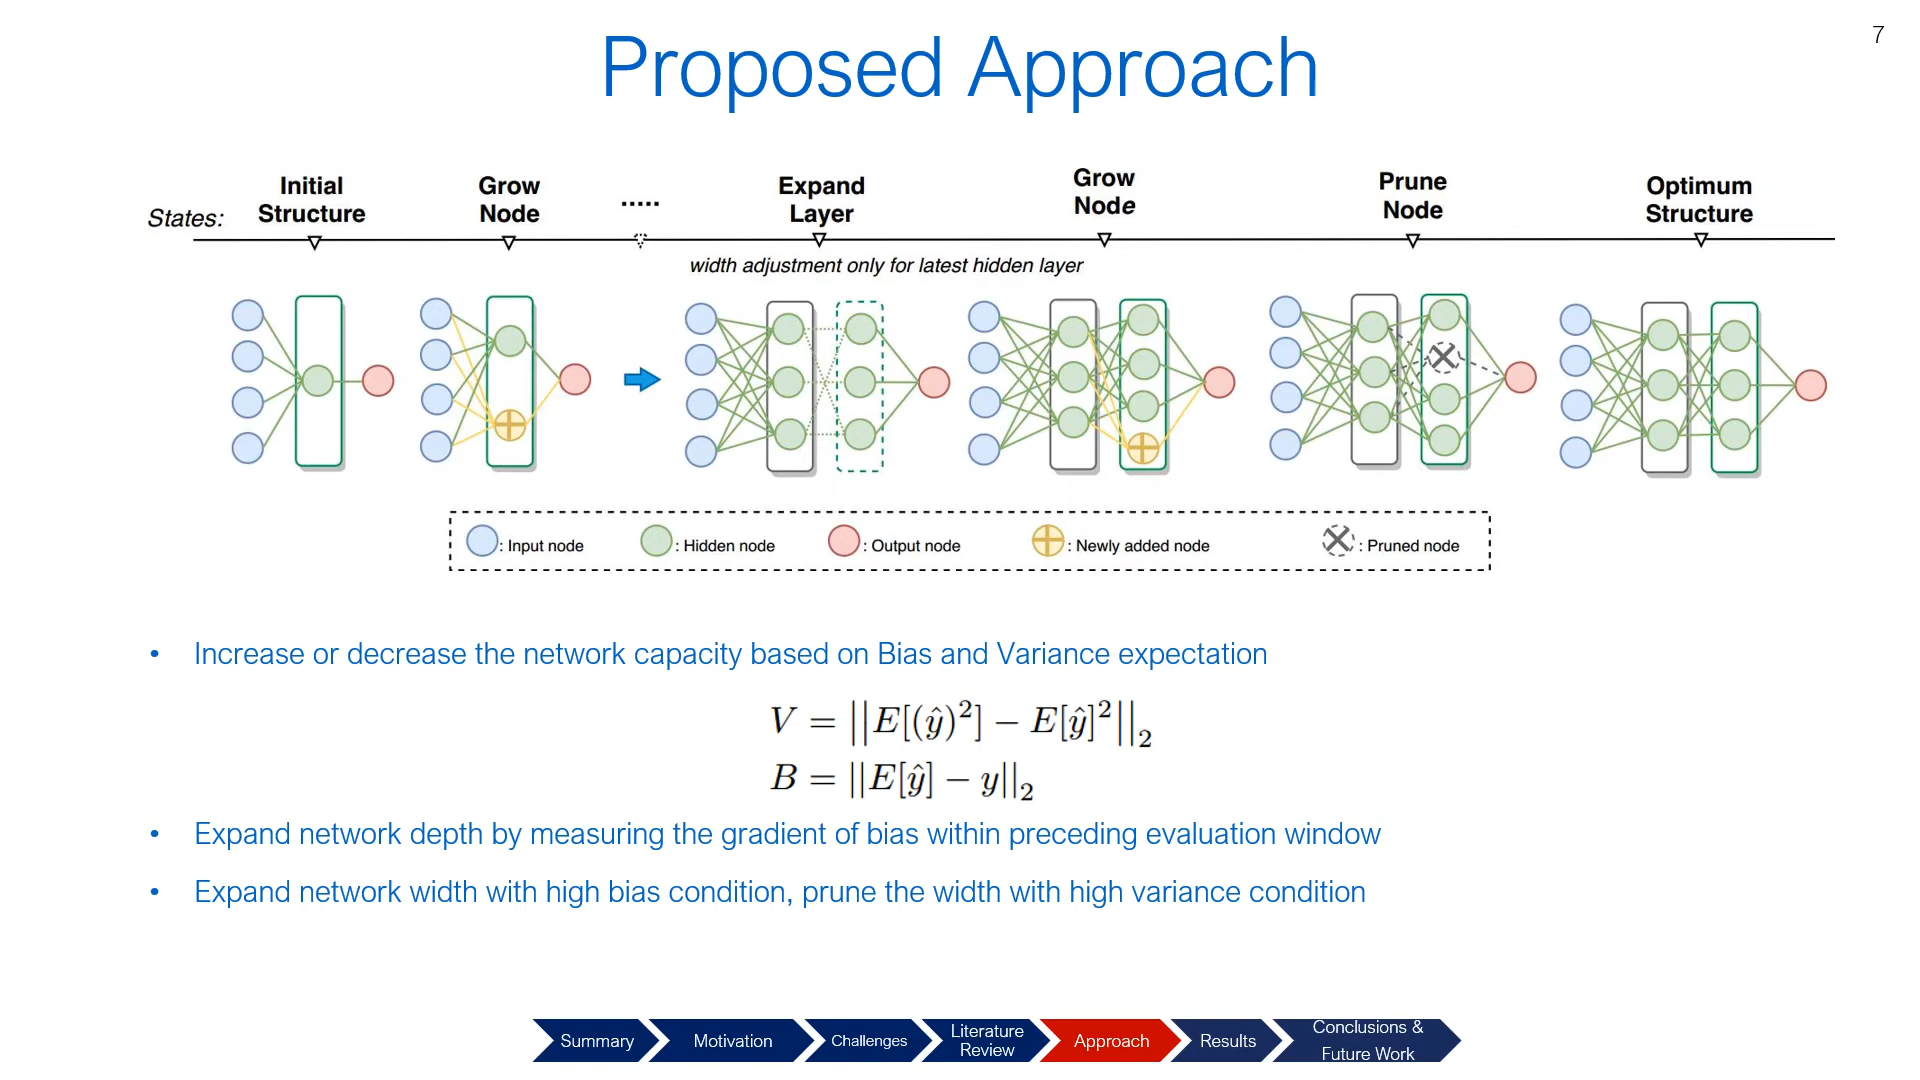 7
Proposed Approach
States:
Initial
Structure
Grow
Node
.....
Expand
Layer
Grow
Node
Prune
Node
Optimum
Structure
width adjustment only for latest hidden layer
: Input node
: Hidden node
: Output node
: Newly added node
: Pruned node
• Increase or decrease the network capacity based on Bias and Variance expectation
V = ||E[(ŷ)²] − E[ŷ]²||₂
B = ||E[ŷ] − y||₂
• Expand network depth by measuring the gradient of bias within preceding evaluation window
• Expand network width with high bias condition, prune the width with high variance condition
Summary
Motivation
Challenges
Literature
Review
Approach
Results
Conclusions &
Future Work